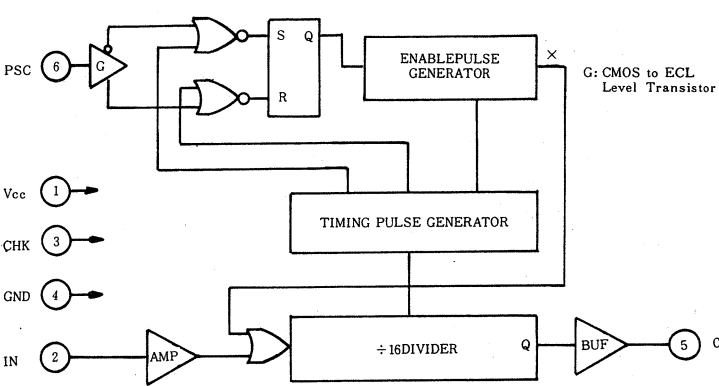 PSC
6
G
S
Q
R
ENABLEPULSE
GENERATOR
×
G: CMOS to ECL
Level Transistor
Vcc
1
TIMING PULSE GENERATOR
CHK
3
GND
4
IN
2
AMP
÷16DIVIDER
Q
BUF
5